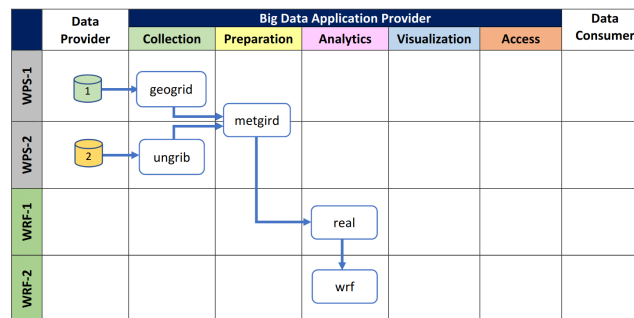 Data
Provider
Big Data Application Provider
Data
Consumer
Collection
Preparation
Analytics
Visualization
Access
WPS-1
1
geogrid
metgird
WPS-2
2
ungrib
WRF-1
real
WRF-2
wrf